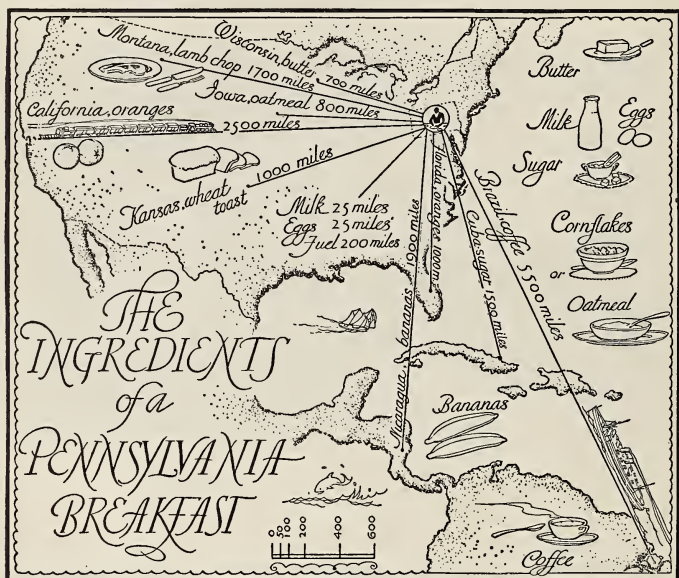 Montana, lamb chop 1700 miles
Wisconsin, butter 700 miles
Iowa, oatmeal 800 miles
California, oranges
2500 miles
Kansas, wheat
toast
1000 miles
Milk 25 miles
Eggs 25 miles
Fuel 200 miles
Nicaragua, bananas 1900 miles
Florida, oranges 1000 m.
Cuba-sugar 1500 miles
Brazil, coffee 5500 miles
Butter
Milk
Eggs
Sugar
Cornflakes
or
Oatmeal
Bananas
Coffee
THE
INGREDIENTS
of a
PENNSYLVANIA
BREAKFAST
0 50 100 200 400 600